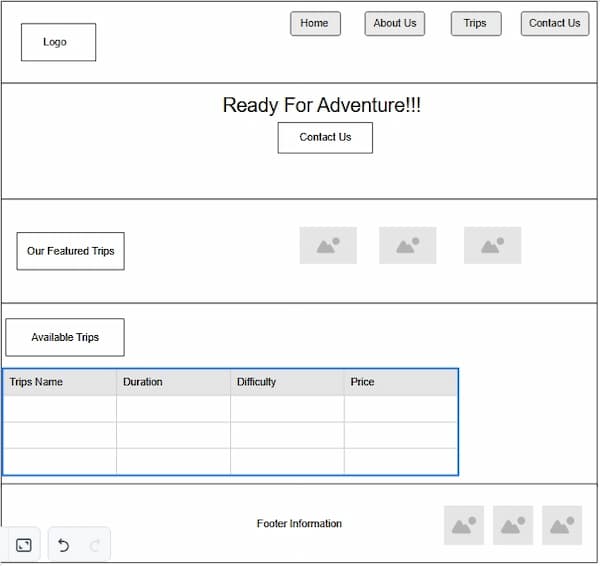 Logo
Home
About Us
Trips
Contact Us
Ready For Adventure!!!
Contact Us
Our Featured Trips
Available Trips
Trips Name Duration Difficulty Price
Footer Information